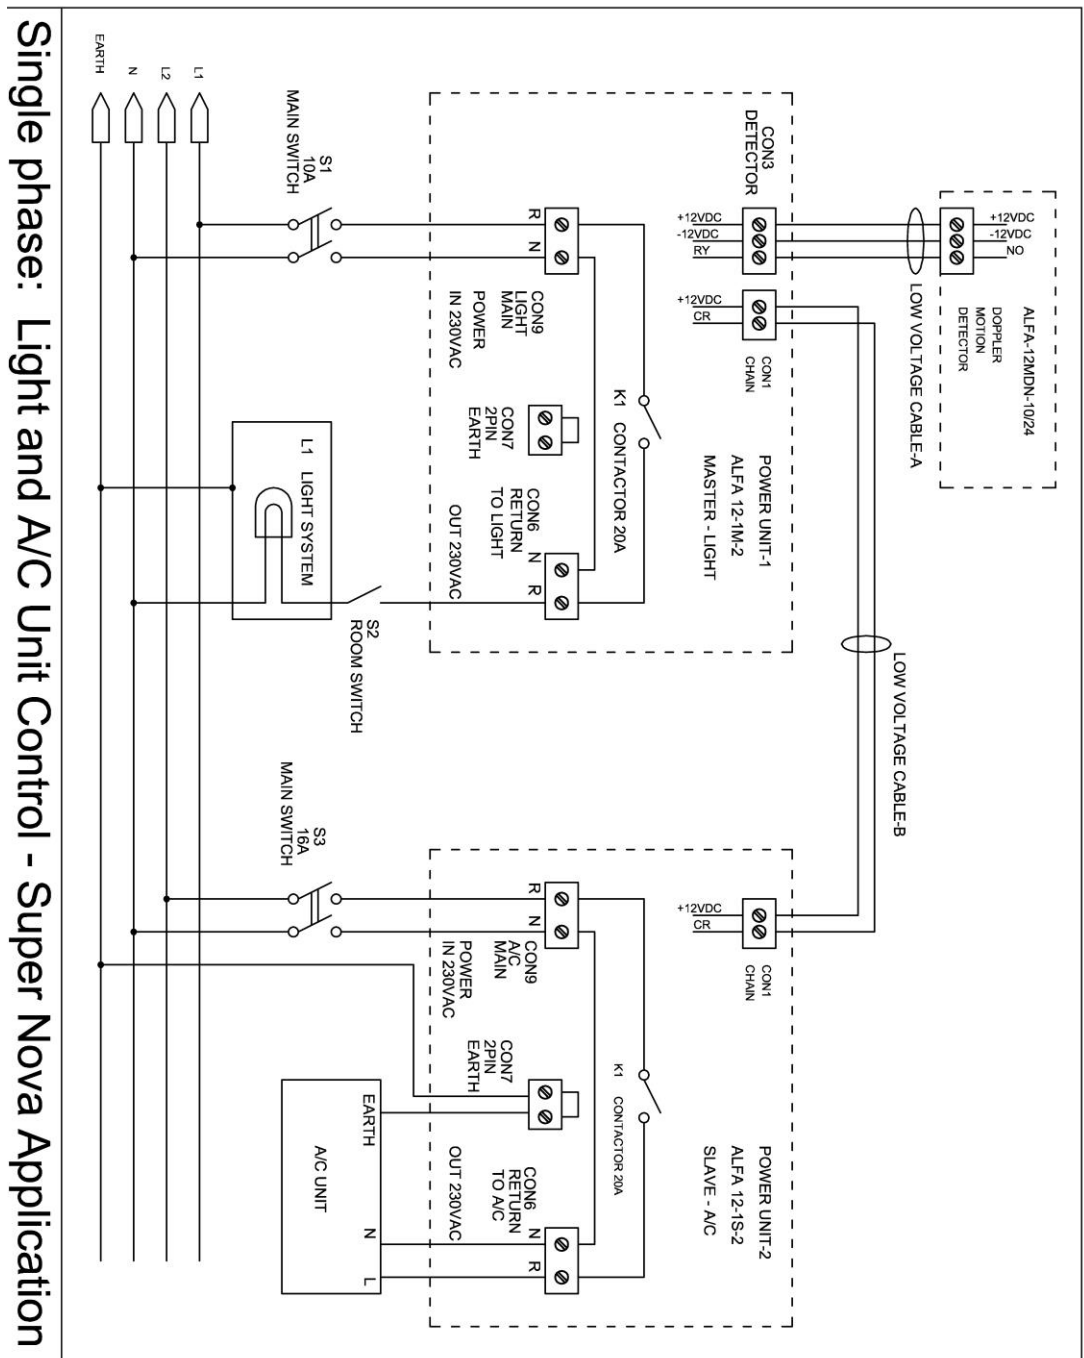 ALFA-12MDN-10/24
DOPPLER
MOTION
DETECTOR
+12VDC
-12VDC
NO
LOW VOLTAGE CABLE-A
LOW VOLTAGE CABLE-B
CON3
DETECTOR
+12VDC
-12VDC
RY
+12VDC
CR
CON1
CHAIN
POWER UNIT-1
ALFA 12-1M-2
MASTER - LIGHT
K1 CONTACTOR 20A
R
N
CON9
LIGHT
MAIN
POWER
IN 230VAC
CON7
2PIN
EARTH
CON6
RETURN
TO LIGHT
OUT 230VAC
N
R
S1
10A
MAIN SWITCH
L1 LIGHT SYSTEM
S2
ROOM SWITCH
+12VDC
CR
CON1
CHAIN
POWER UNIT-2
ALFA 12-1S-2
SLAVE - A/C
K1 CONTACTOR 20A
R
N
CON9
A/C
MAIN
POWER
IN 230VAC
CON7
2PIN
EARTH
CON6
RETURN
TO A/C
OUT 230VAC
N
R
S3
16A
MAIN SWITCH
EARTH
A/C UNIT
N
L
L1
L2
N
EARTH
Single phase: Light and A/C Unit Control - Super Nova Application